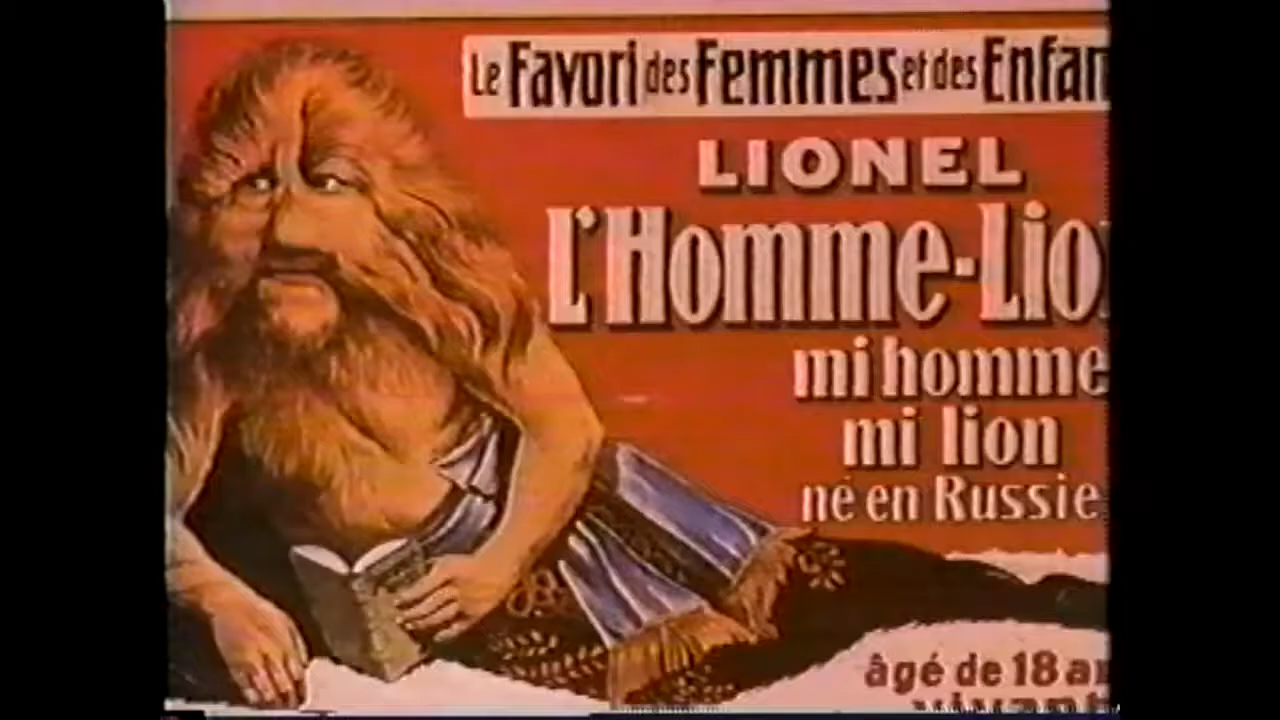 Le Favori des Femmes et des Enfan
LIONEL
L'Homme-Lio
mi homme
mi lion
né en Russie
âgé de 18 an